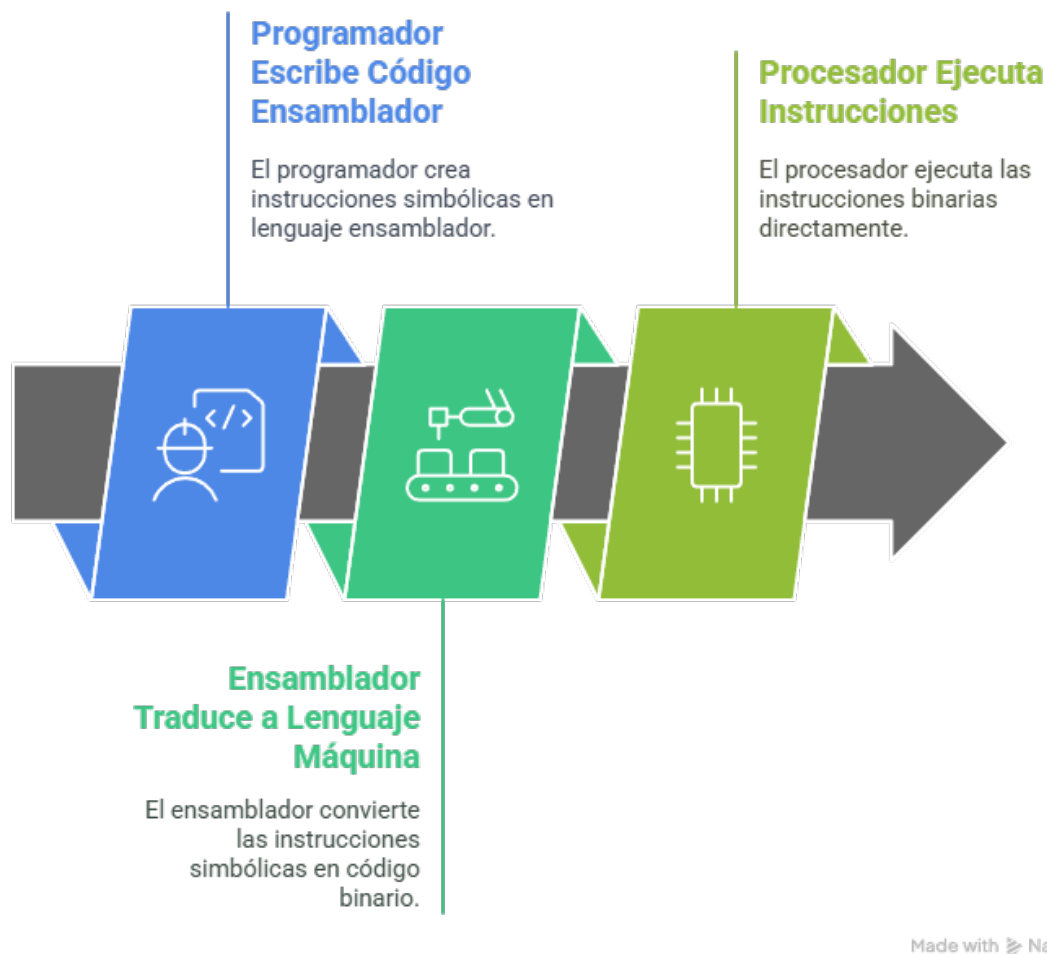 Programador
Escribe Código
Ensamblador
El programador crea
instrucciones simbólicas en
lenguaje ensamblador.
Procesador Ejecuta
Instrucciones
El procesador ejecuta las
instrucciones binarias
directamente.
</>
Ensamblador
Traduce a Lenguaje
Máquina
El ensamblador convierte
las instrucciones
simbólicas en código
binario.
Made with Na